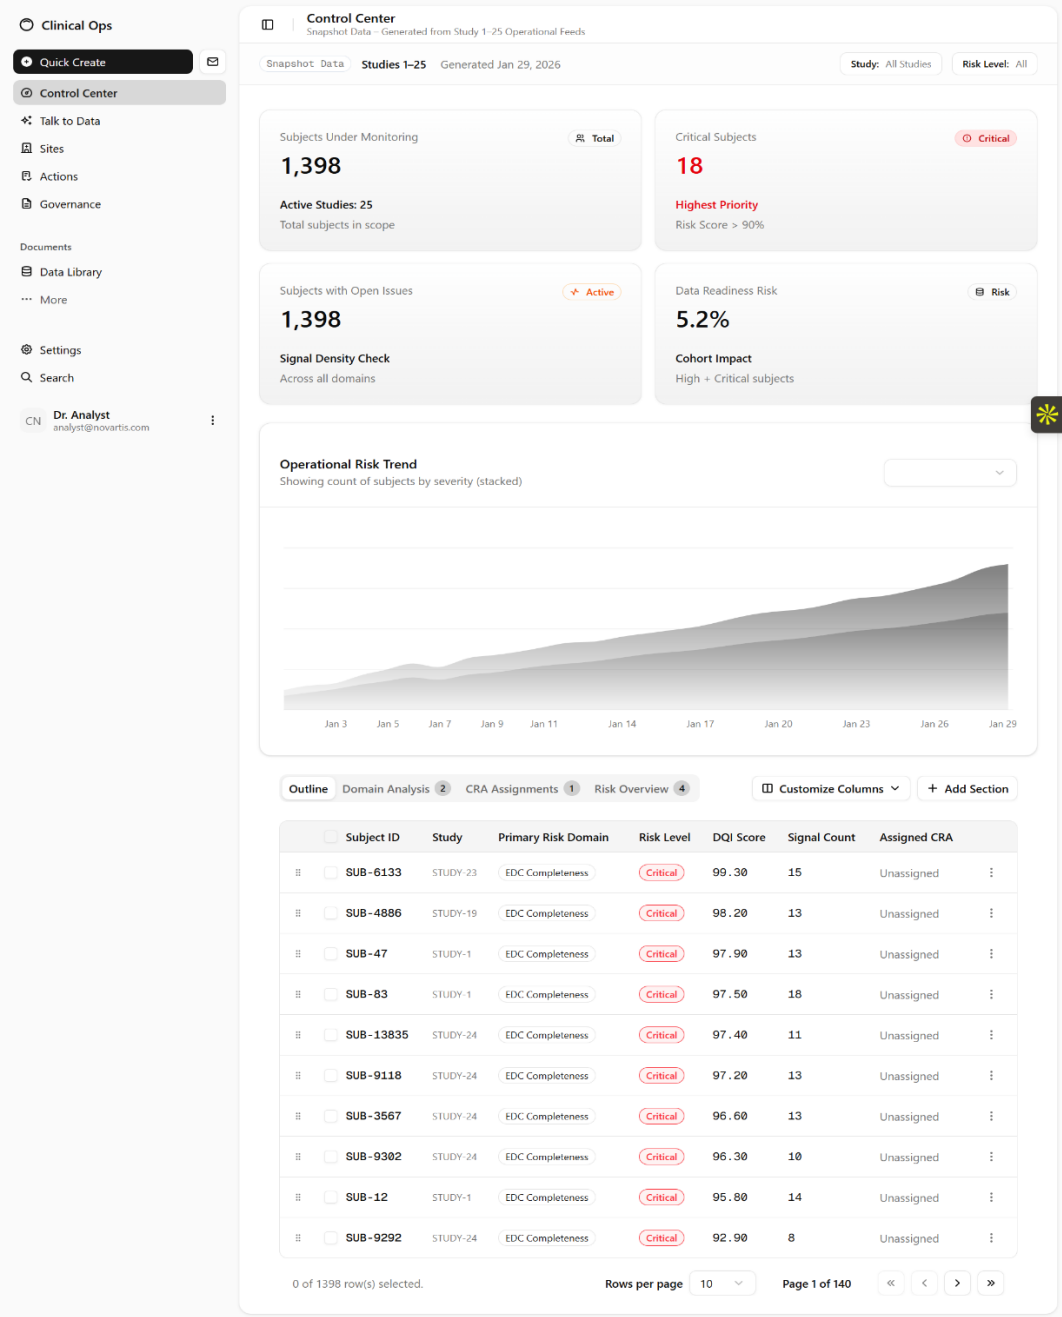 Clinical Ops
Quick Create
Control Center
Talk to Data
Sites
Actions
Governance
Documents
Data Library
More
Settings
Search
CN
Dr. Analyst
analyst@novartis.com
Control Center
Snapshot Data – Generated from Study 1–25 Operational Feeds
Snapshot Data Studies 1–25 Generated Jan 29, 2026 Study: All Studies Risk Level: All
Subjects Under Monitoring Total
1,398
Active Studies: 25
Total subjects in scope
Critical Subjects Critical
18
Highest Priority
Risk Score > 90%
Subjects with Open Issues Active
1,398
Signal Density Check
Across all domains
Data Readiness Risk Risk
5.2%
Cohort Impact
High + Critical subjects
Operational Risk Trend
Showing count of subjects by severity (stacked)
Jan 3 Jan 5 Jan 7 Jan 9 Jan 11 Jan 14 Jan 17 Jan 20 Jan 23 Jan 26 Jan 29
Outline Domain Analysis 2 CRA Assignments 1 Risk Overview 4 Customize Columns + Add Section
Subject ID Study Primary Risk Domain Risk Level DQI Score Signal Count Assigned CRA
SUB-6133 STUDY-23 EDC Completeness Critical 99.30 15 Unassigned
SUB-4886 STUDY-19 EDC Completeness Critical 98.20 13 Unassigned
SUB-47 STUDY-1 EDC Completeness Critical 97.90 13 Unassigned
SUB-83 STUDY-1 EDC Completeness Critical 97.50 18 Unassigned
SUB-13835 STUDY-24 EDC Completeness Critical 97.40 11 Unassigned
SUB-9118 STUDY-24 EDC Completeness Critical 97.20 13 Unassigned
SUB-3567 STUDY-24 EDC Completeness Critical 96.60 13 Unassigned
SUB-9302 STUDY-24 EDC Completeness Critical 96.30 10 Unassigned
SUB-12 STUDY-1 EDC Completeness Critical 95.80 14 Unassigned
SUB-9292 STUDY-24 EDC Completeness Critical 92.90 8 Unassigned
0 of 1398 row(s) selected. Rows per page 10 Page 1 of 140